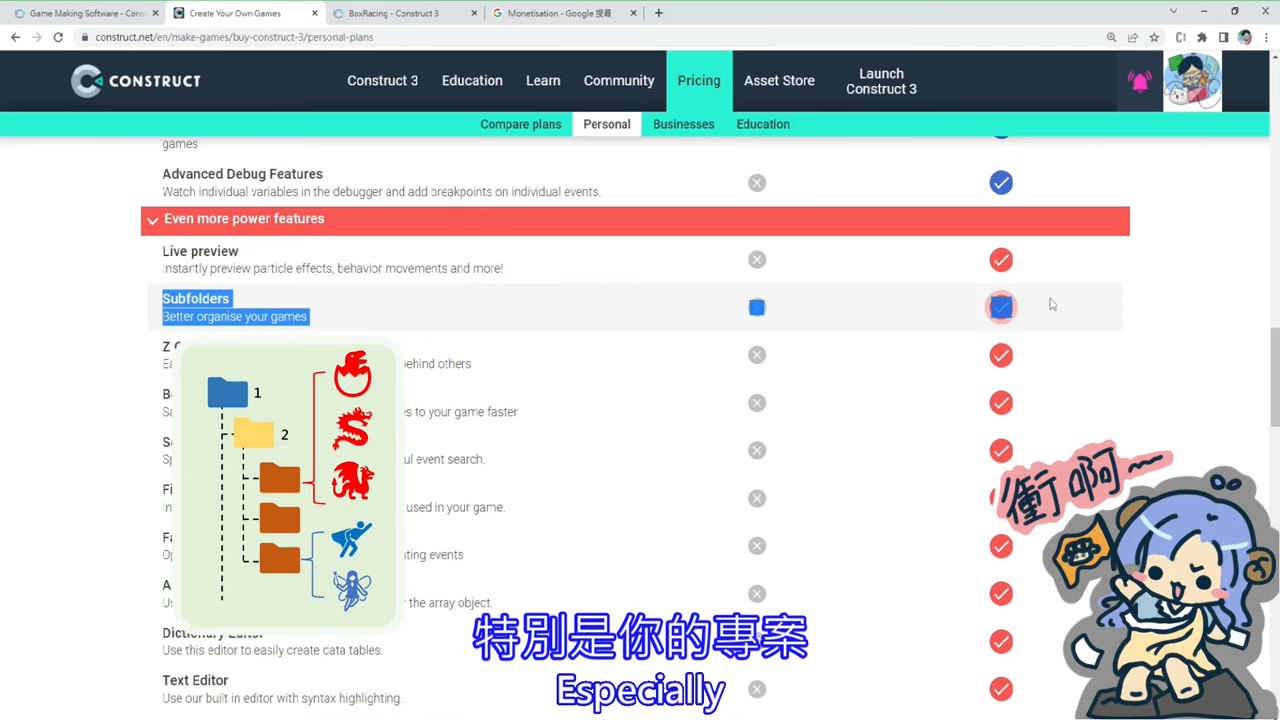 Game Making Software - Cons
Create Your Own Games
BoxRacing - Construct 3
Monetisation - Google 搜尋
construct.net/en/make-games/buy-construct-3/personal-plans
CONSTRUCT
Construct 3
Education
Learn
Community
Pricing
Asset Store
Launch
Construct 3
Compare plans
Personal
Businesses
Education
games
Advanced Debug Features
Watch individual variables in the debugger and add breakpoints on individual events.
Even more power features
Live preview
Instantly preview particle effects, behavior movements and more!
Subfolders
Better organise your games
Z
behind others
1
2
es to your game faster
ul event search.
used in your game.
ating events
r the array object.
Dictionary Editor
Use this editor to easily create cata tables.
Text Editor
Use our built in editor with syntax highlighting.
衝啊~
特別是你的專案
Especially